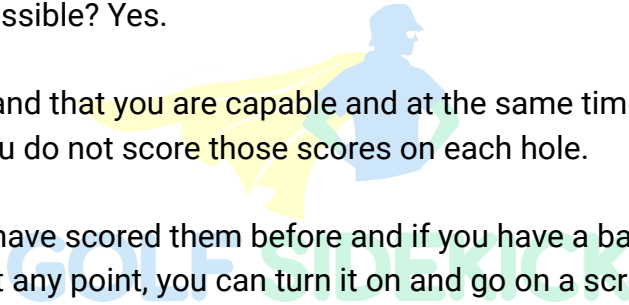 ssible? Yes.
and that you are capable and at the same tim
u do not score those scores on each hole.
have scored them before and if you have a ba
t any point, you can turn it on and go on a scr
GOLF SIDEKICK